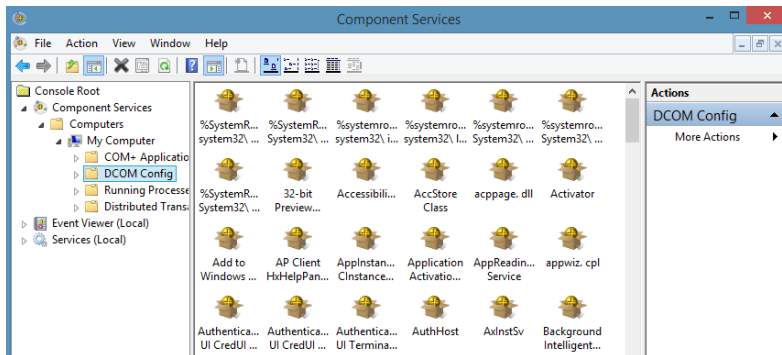 Component Services
File Action View Window Help
Console Root
Component Services
Computers
My Computer
COM+ Applicatio
DCOM Config
Running Processe
Distributed Trans
Event Viewer (Local)
Services (Local)
%SystemR... %SystemR... %systemro... %systemro... %systemro... %systemro...
system32\ ... System32\ ... system32\ i... system32\ l... System32\ ... system32\ ...
%SystemR... 32-bit Accessibili... AccStore acppage. dll Activator
System32\ ... Preview... Class
Add to AP Client AppInstan... Application AppReadin... appwiz. cpl
Windows ... HxHelpPan... CInstance... Activatio... Service
Authentica... Authentica... Authentica... AuthHost AxInstSv Background
UI CredUI ... UI CredUI ... UI Termina... Intelligent...
Actions
DCOM Config
More Actions